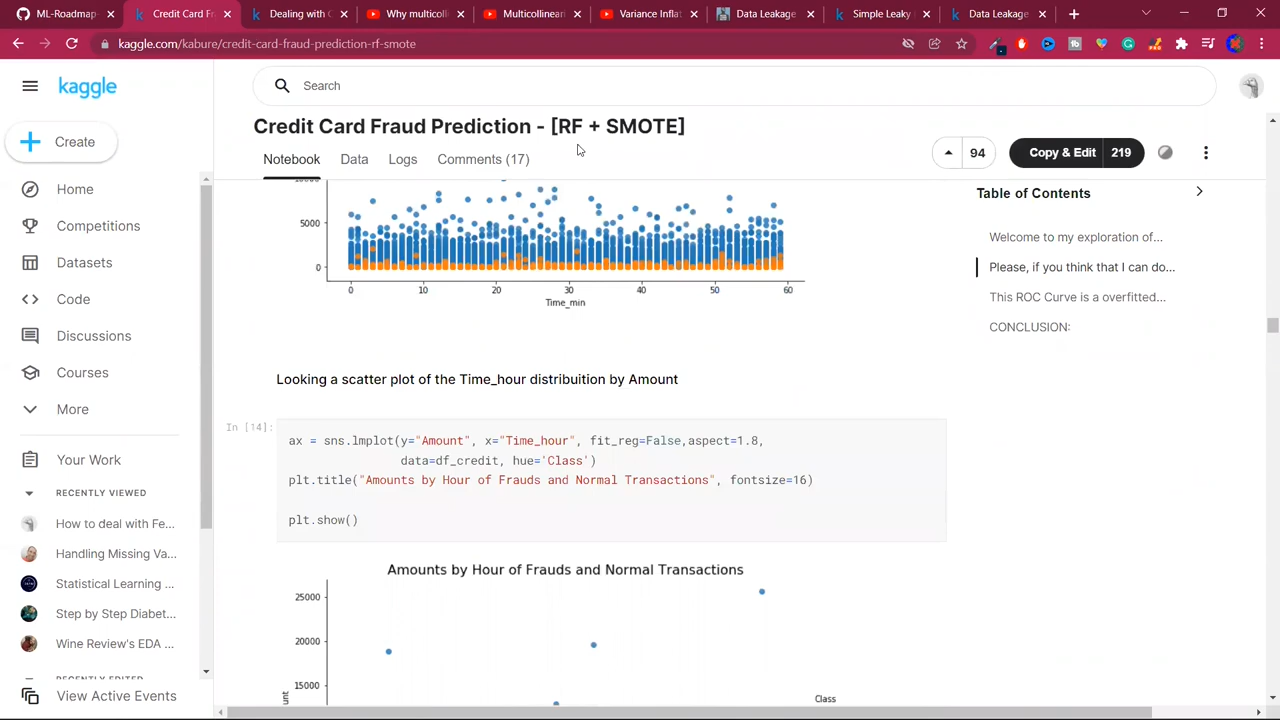 ML-Roadmap
Credit Card Fr
Dealing with C
Why multicoll
Multicollinear
Variance Inflat
Data Leakage
Simple Leaky
Data Leakage
kaggle.com/kabure/credit-card-fraud-prediction-rf-smote
kaggle
Search
Create
Home
Competitions
Datasets
Code
Discussions
Courses
More
Your Work
RECENTLY VIEWED
How to deal with Fe...
Handling Missing Va...
Statistical Learning ...
Step by Step Diabet...
Wine Review's EDA ...
RECENTLY EDITED
View Active Events
Credit Card Fraud Prediction - [RF + SMOTE]
Notebook Data Logs Comments (17)
94
Copy & Edit 219
5000
0
0 10 20 30 40 50 60
Time_min
Looking a scatter plot of the Time_hour distribuition by Amount
In [14]:
ax = sns.lmplot(y="Amount", x="Time_hour", fit_reg=False,aspect=1.8,
data=df_credit, hue='Class')
plt.title("Amounts by Hour of Frauds and Normal Transactions", fontsize=16)
plt.show()
Amounts by Hour of Frauds and Normal Transactions
25000
20000
15000
Class
Table of Contents
Welcome to my exploration of...
Please, if you think that I can do...
This ROC Curve is a overfitted...
CONCLUSION: